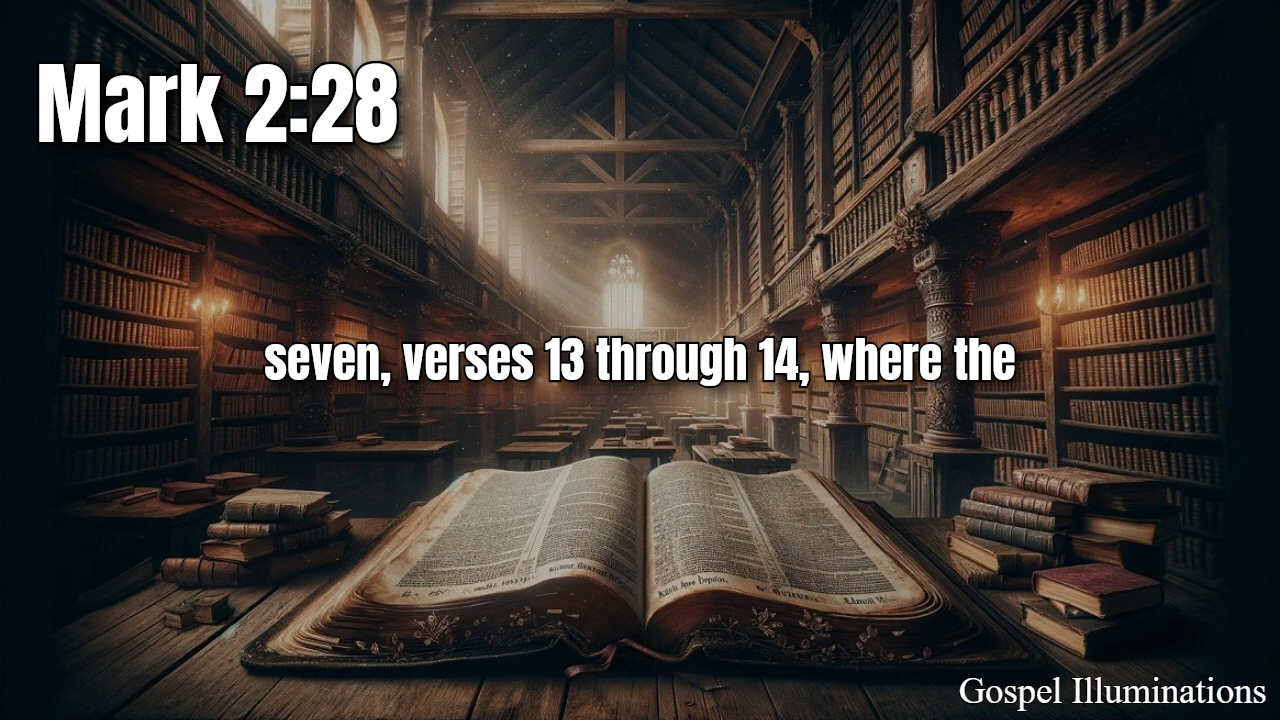 Mark 2:28
seven, verses 13 through 14, where the
Gospel Illuminations